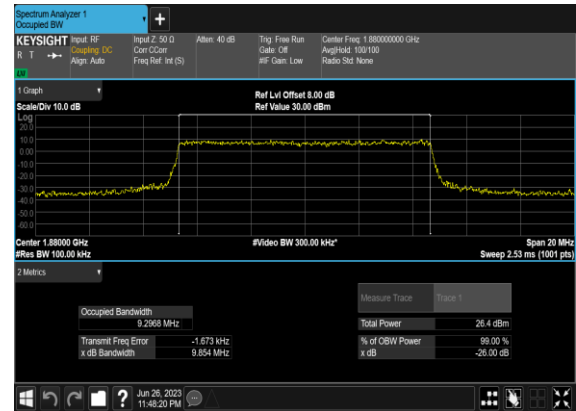 Spectrum Analyzer 1
Occupied BW
KEYSIGHT Input: RF Input Z: 50 Ω Atten: 40 dB Trig: Free Run Center Freq: 1.880000000 GHz
R T Coupling: DC Corr CCorr Gate: Off Avg|Hold: 100/100
Align: Auto Freq Ref: Int (S) #IF Gain: Low Radio Std: None
1 Graph
Ref Lvl Offset 8.00 dB
Scale/Div 10.0 dB Ref Value 30.00 dBm
Log
20.0
10.0
0.00
-10.0
-20.0
-30.0
-40.0
-50.0
-60.0
Center 1.88000 GHz #Video BW 300.00 kHz* Span 20 MHz
#Res BW 100.00 kHz Sweep 2.53 ms (1001 pts)
2 Metrics
Measure Trace Trace 1
Occupied Bandwidth
9.2968 MHz Total Power 26.4 dBm
Transmit Freq Error -1.673 kHz % of OBW Power 99.00 %
x dB Bandwidth 9.854 MHz x dB -26.00 dB
Jun 26, 2023
11:48:20 PM